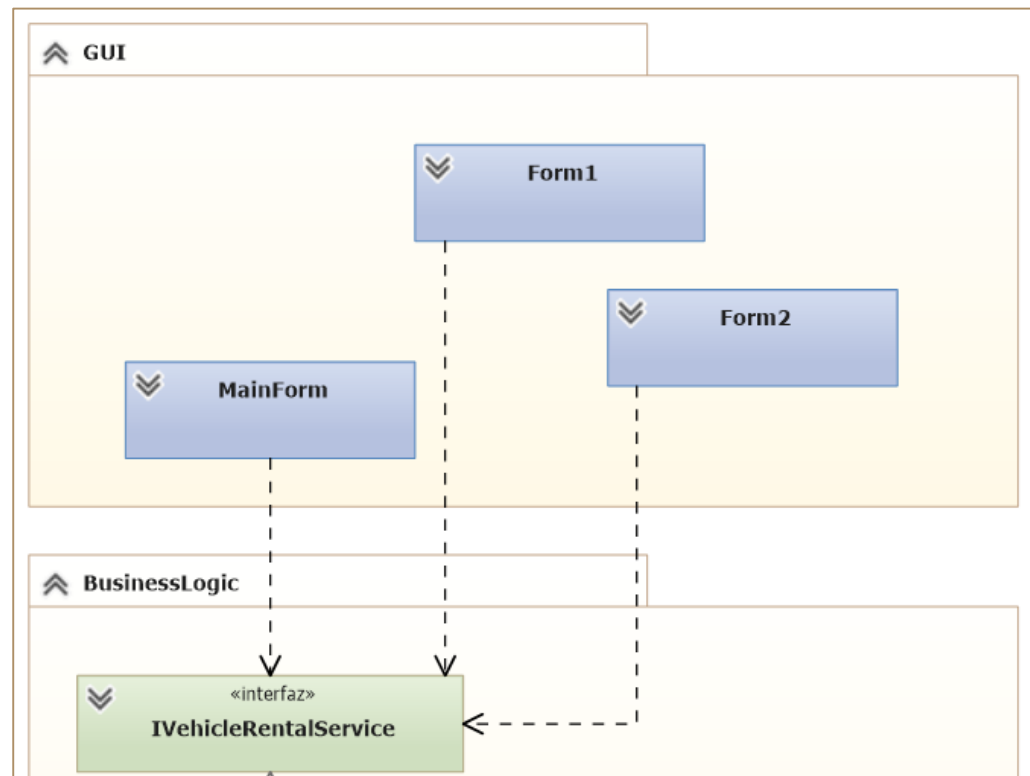 GUI
Form1
Form2
MainForm
BusinessLogic
«interfaz»
IVehicleRentalService